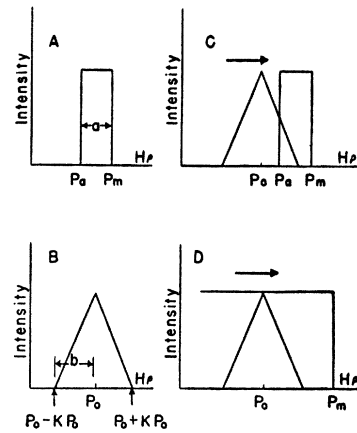 A
Intensity
a
Hρ
Pa
Pm
C
Intensity
Hρ
Po
Pa
Pm
B
Intensity
b
Hρ
Po
Po-KPo
Po+KPo
D
Intensity
Hρ
Po
Pm